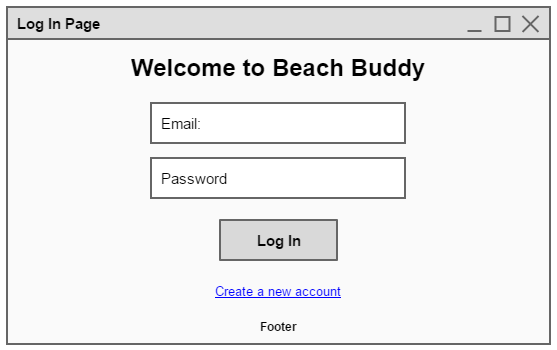 Log In Page
Welcome to Beach Buddy
Email:
Password
Log In
Create a new account
Footer